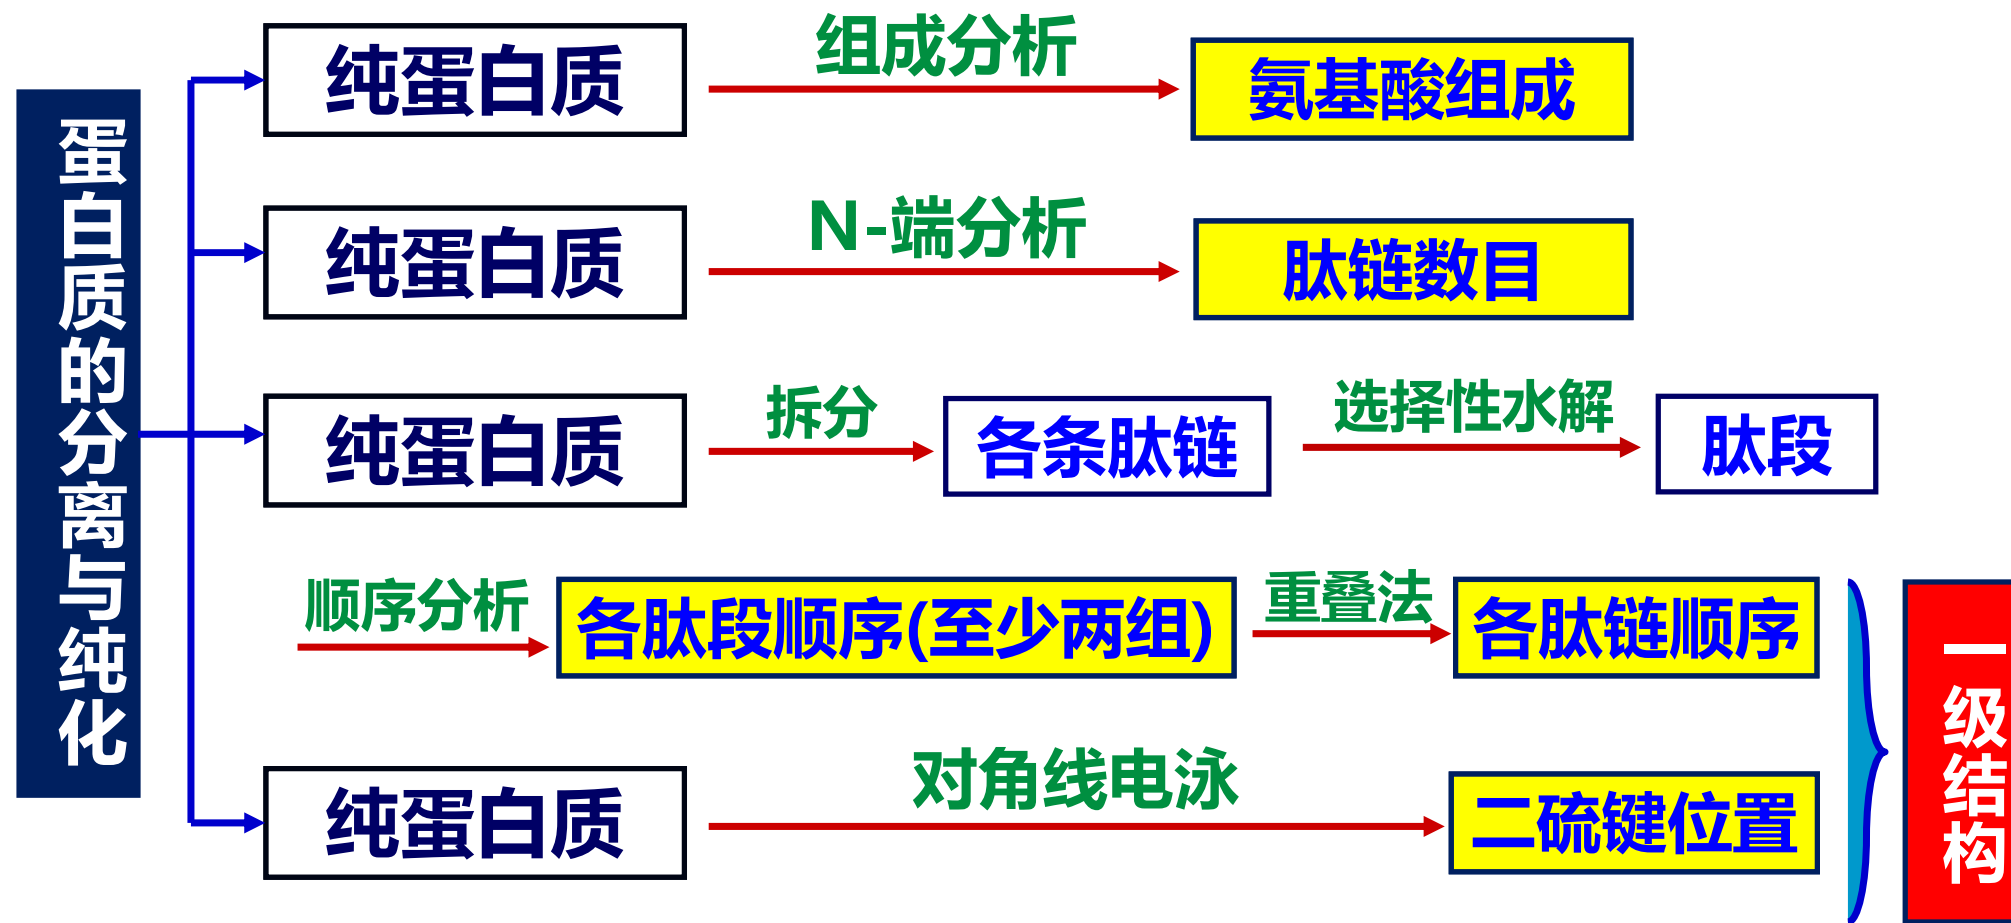 蛋白质的分离与纯化
纯蛋白质
组成分析
氨基酸组成
纯蛋白质
N-端分析
肽链数目
纯蛋白质
拆分
各条肽链
选择性水解
肽段
顺序分析
各肽段顺序(至少两组)
重叠法
各肽链顺序
纯蛋白质
对角线电泳
二硫键位置
一级结构